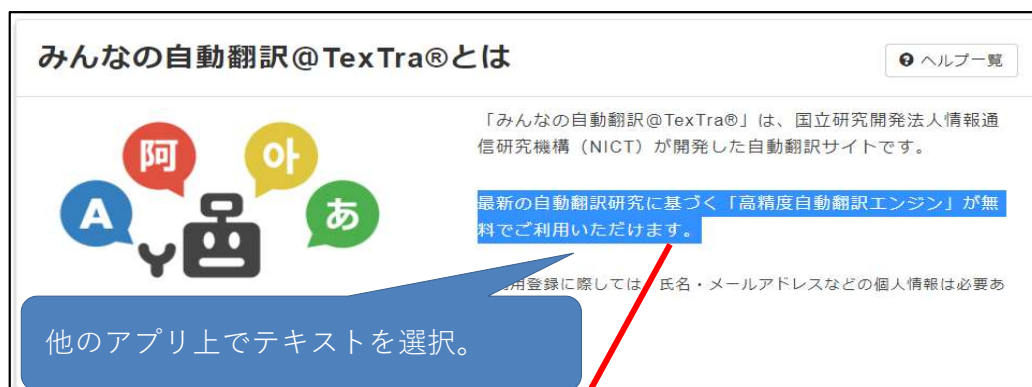 みんなの自動翻訳@TexTra®とは
ヘルプ一覧
「みんなの自動翻訳@TexTra®」は、国立研究開発法人情報通
信研究機構（NICT）が開発した自動翻訳サイトです。
阿
아
A
あ
最新の自動翻訳研究に基づく「高精度自動翻訳エンジン」が無
料でご利用いただけます。
用登録に際しては、氏名・メールアドレスなどの個人情報は必要あ
他のアプリ上でテキストを選択。